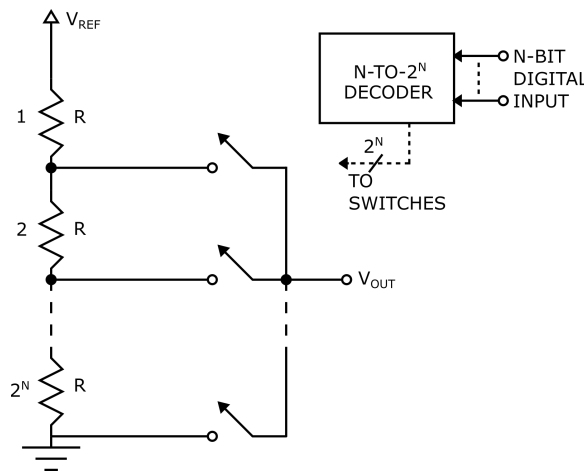 V_REF
1 R
2 R
2^N R
V_OUT
N-TO-2^N
DECODER
N-BIT
DIGITAL
INPUT
2^N
TO
SWITCHES